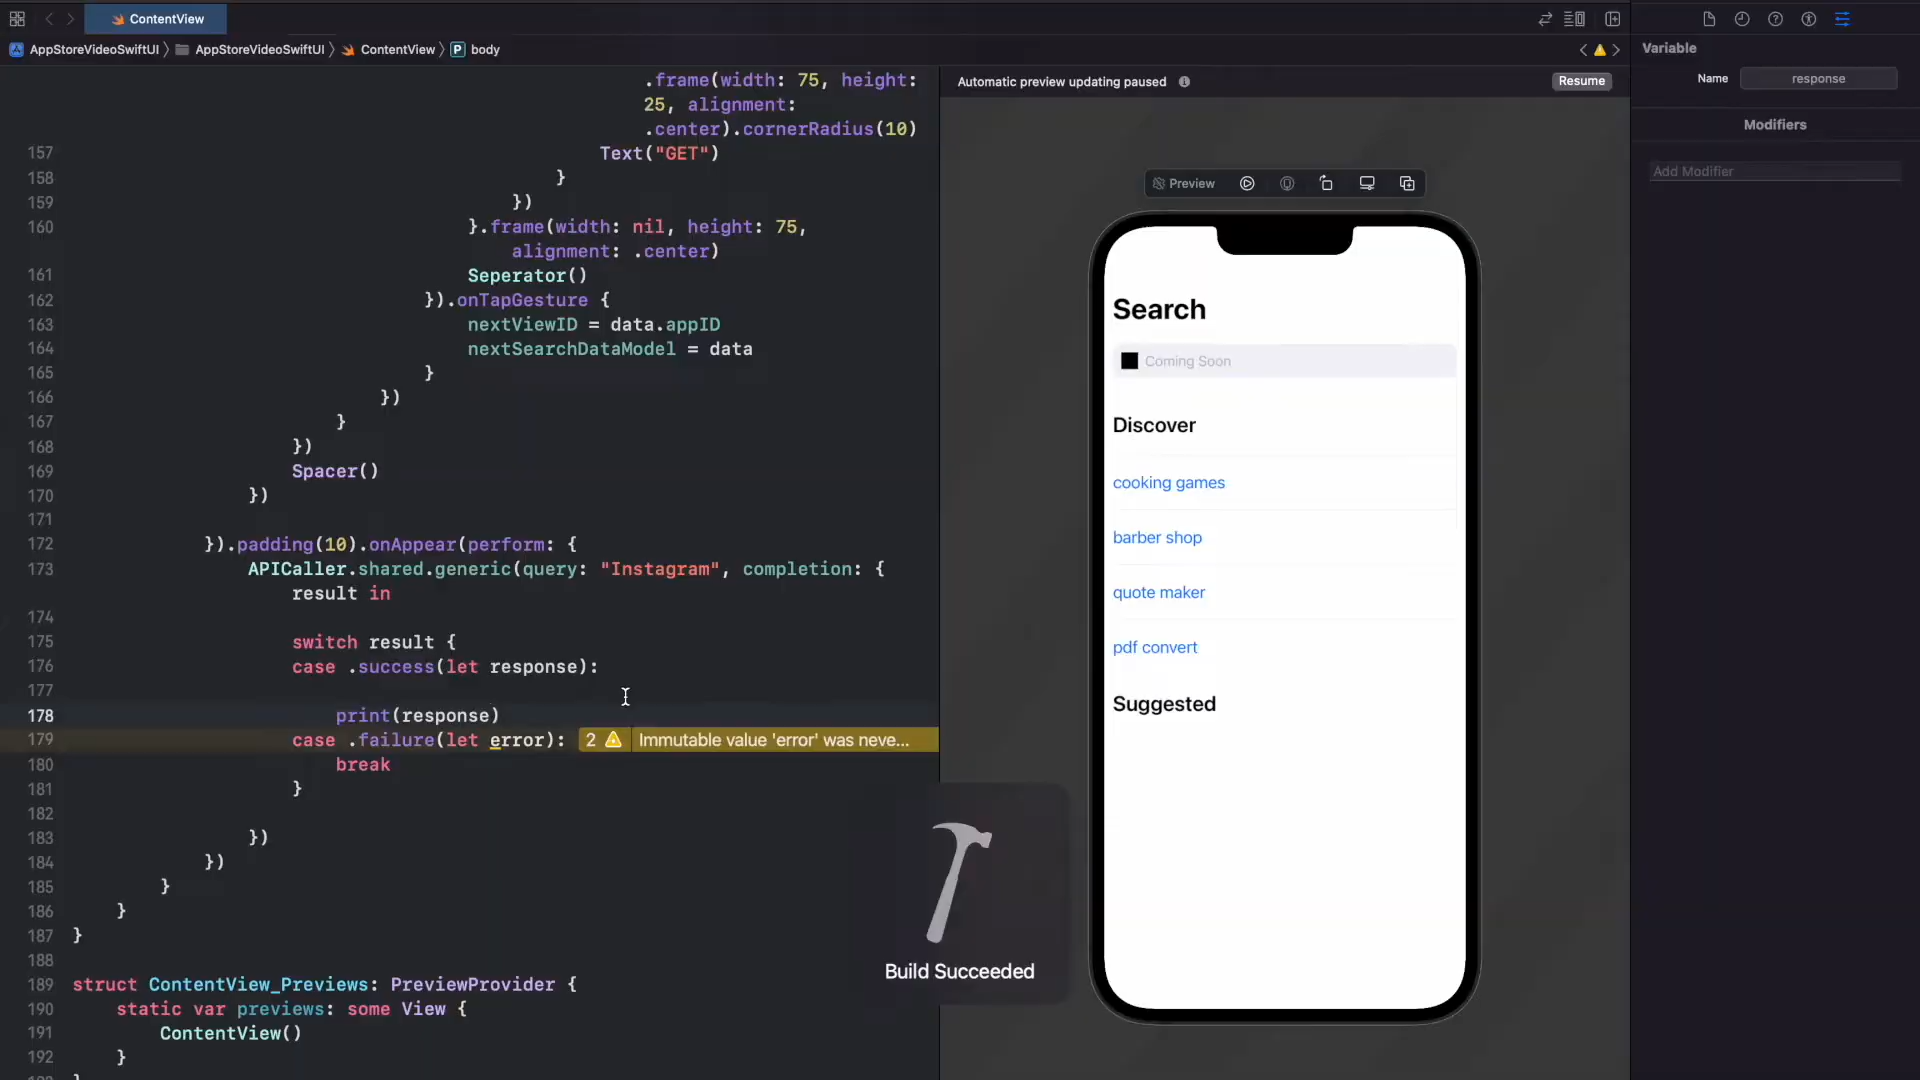 ContentView
AppStoreVideoSwiftUI
AppStoreVideoSwiftUI
ContentView
P
body
.frame(width: 75, height:
25, alignment:
.center).cornerRadius(10)
157 Text("GET")
158 }
159 })
160 }.frame(width: nil, height: 75,
alignment: .center)
161 Seperator()
162 }).onTapGesture {
163 nextViewID = data.appID
164 nextSearchDataModel = data
165 }
166 })
167 }
168 })
169 Spacer()
170 })
171
172 }).padding(10).onAppear(perform: {
173 APICaller.shared.generic(query: "Instagram", completion: {
result in
174
175 switch result {
176 case .success(let response):
177
178 print(response)
179 case .failure(let error): 2 Immutable value 'error' was neve...
180 break
181 }
182
183 })
184 })
185 }
186 }
187 }
188
189 struct ContentView_Previews: PreviewProvider {
190 static var previews: some View {
191 ContentView()
192 }
Automatic preview updating paused
Resume
Preview
Search
Coming Soon
Discover
cooking games
barber shop
quote maker
pdf convert
Suggested
Build Succeeded
Variable
Name response
Modifiers
Add Modifier